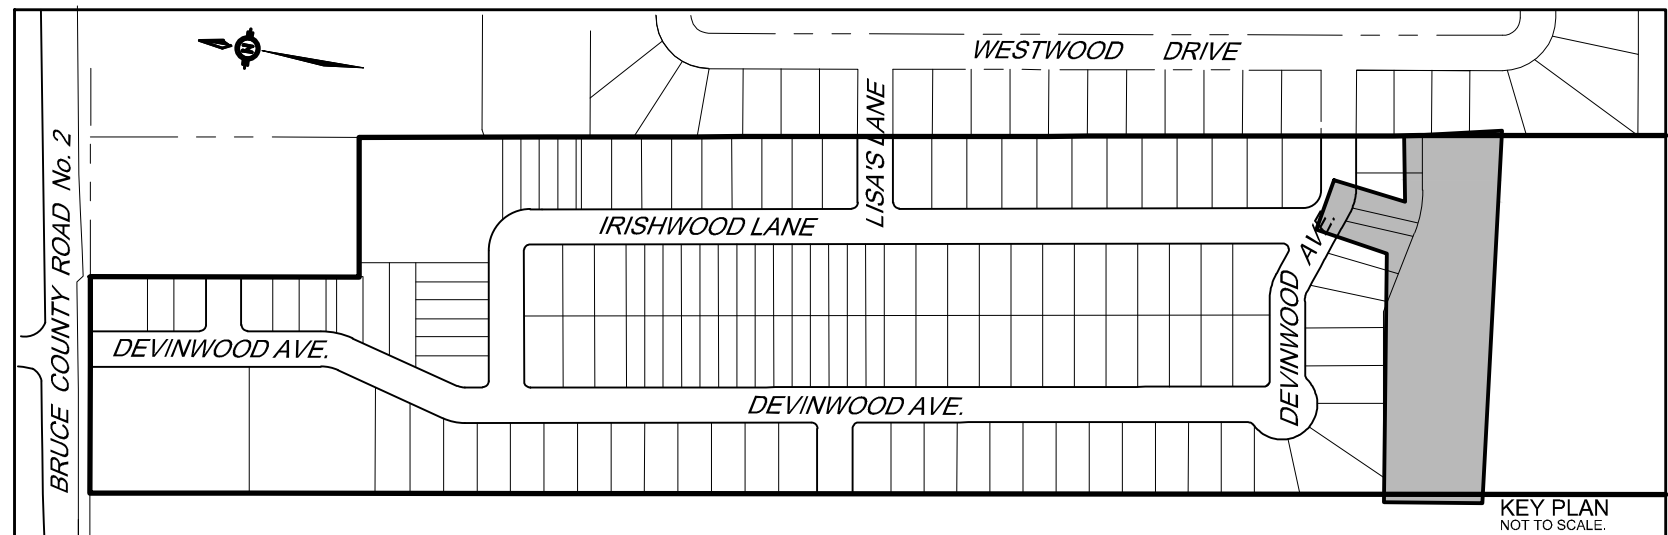 WESTWOOD DRIVE
N
LISA'S LANE
BRUCE COUNTY ROAD No. 2
IRISHWOOD LANE
DEVINWOOD AVE.
DEVINWOOD AVE.
DEVINWOOD AVE.
KEY PLAN
NOT TO SCALE.